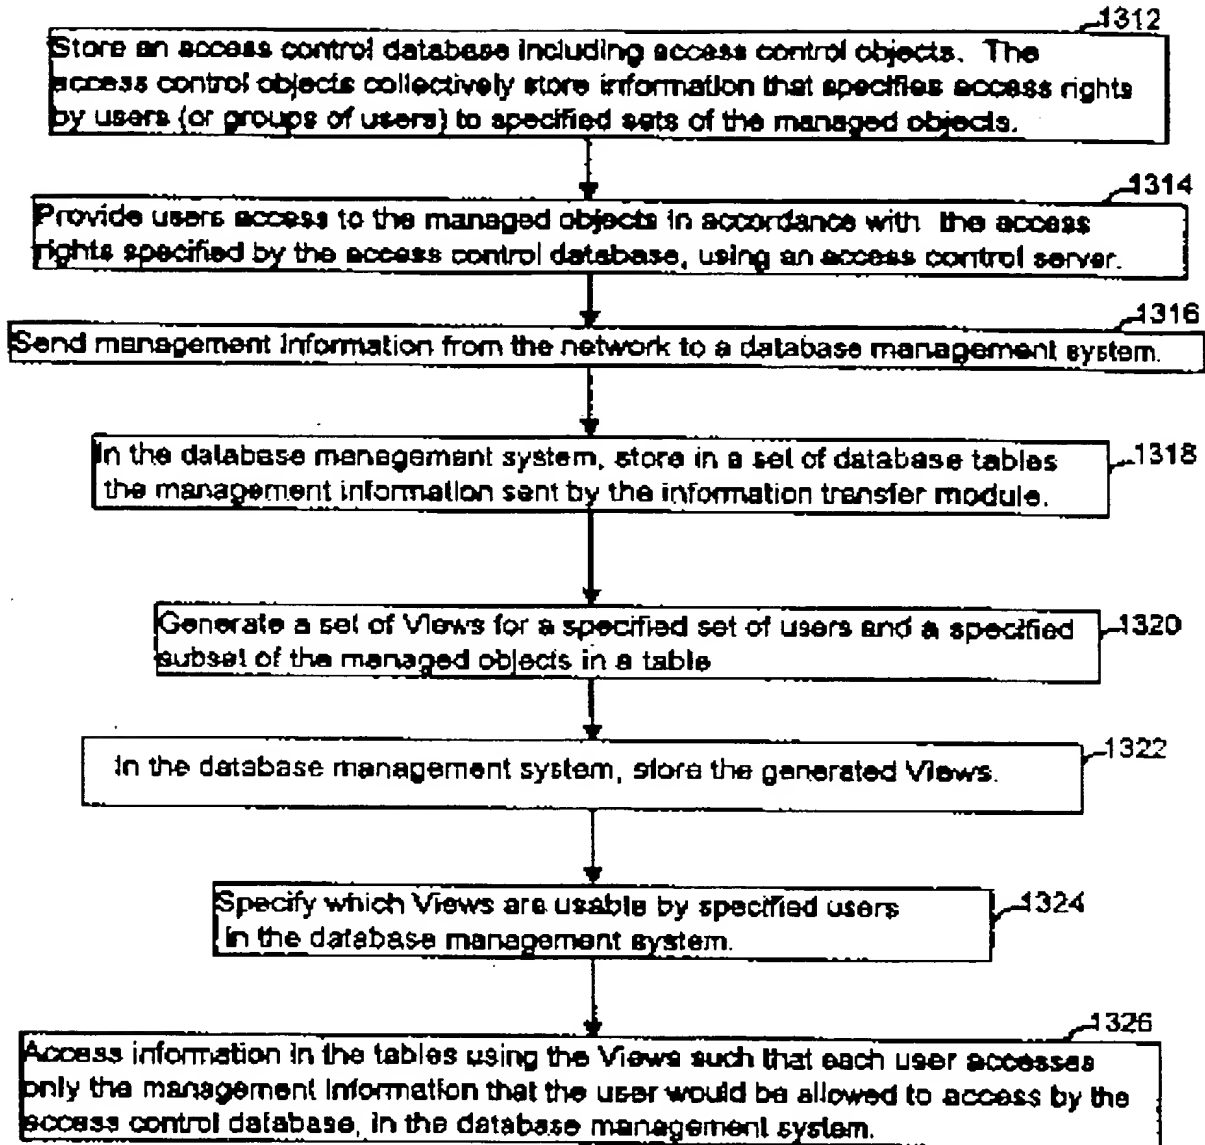 1312
Store an access control database including access control objects. The
access control objects collectively store information that specifies access rights
by users (or groups of users) to specified sets of the managed objects.
1314
Provide users access to the managed objects in accordance with the access
rights specified by the access control database, using an access control server.
1316
Send management information from the network to a database management system.
In the database management system, store in a set of database tables
the management information sent by the information transfer module.
1318
Generate a set of Views for a specified set of users and a specified
subset of the managed objects in a table
1320
1322
In the database management system, store the generated Views.
Specify which Views are usable by specified users
in the database management system.
1324
1326
Access information in the tables using the Views such that each user accesses
only the management information that the user would be allowed to access by the
access control database, in the database management system.